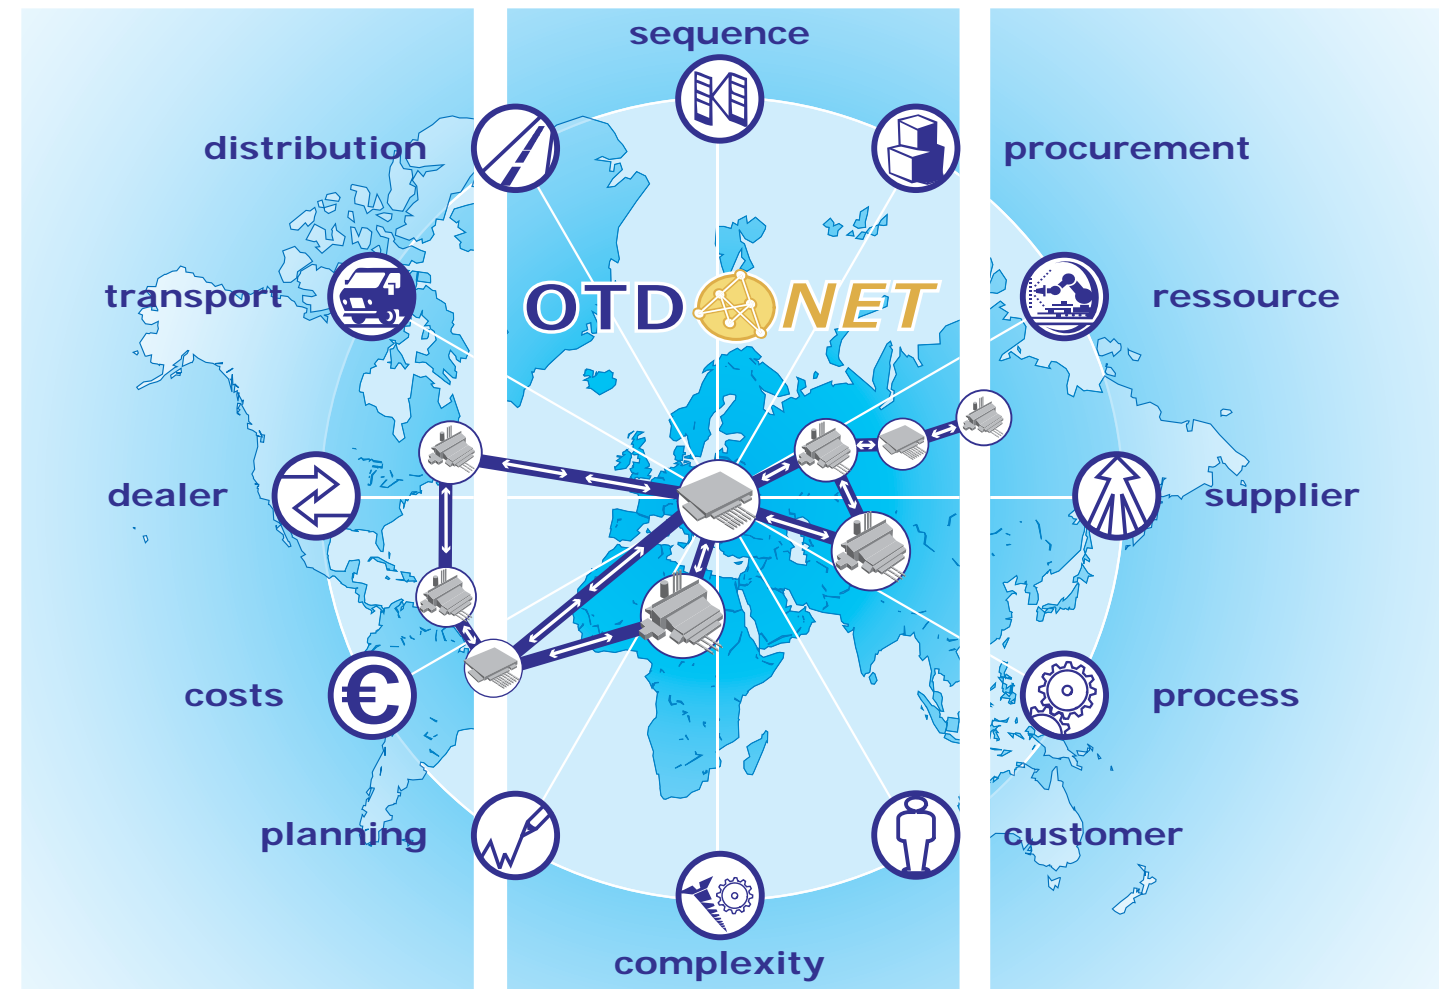 sequence
distribution
procurement
transport
OTD NET
ressource
dealer
supplier
costs
€
process
planning
customer
complexity